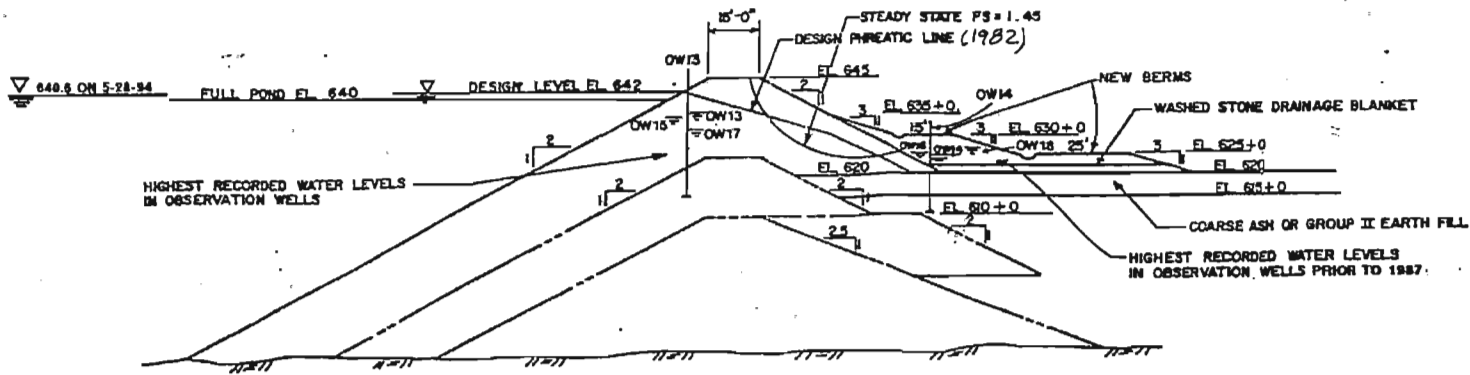 15'-0"
STEADY STATE FS=1.45
DESIGN PHREATIC LINE (1982)
OW13
640.6 ON 5-28-94
FULL POND EL 640
DESIGN LEVEL EL 642
EL 645
2
1
NEW BERMS
OW14
WASHED STONE DRAINAGE BLANKET
3
1
EL 635+0
15'
3
1
EL 630+0
OW15
OW13
OW17
OW18
25'
3
1
EL 625+0
EL 620
EL 615+0
2
1
HIGHEST RECORDED WATER LEVELS
IN OBSERVATION WELLS
2
1
EL 620
2
1
EL 610+0
2
1
2.5
1
COARSE ASH OR GROUP II EARTH FILL
HIGHEST RECORDED WATER LEVELS
IN OBSERVATION WELLS PRIOR TO 1987